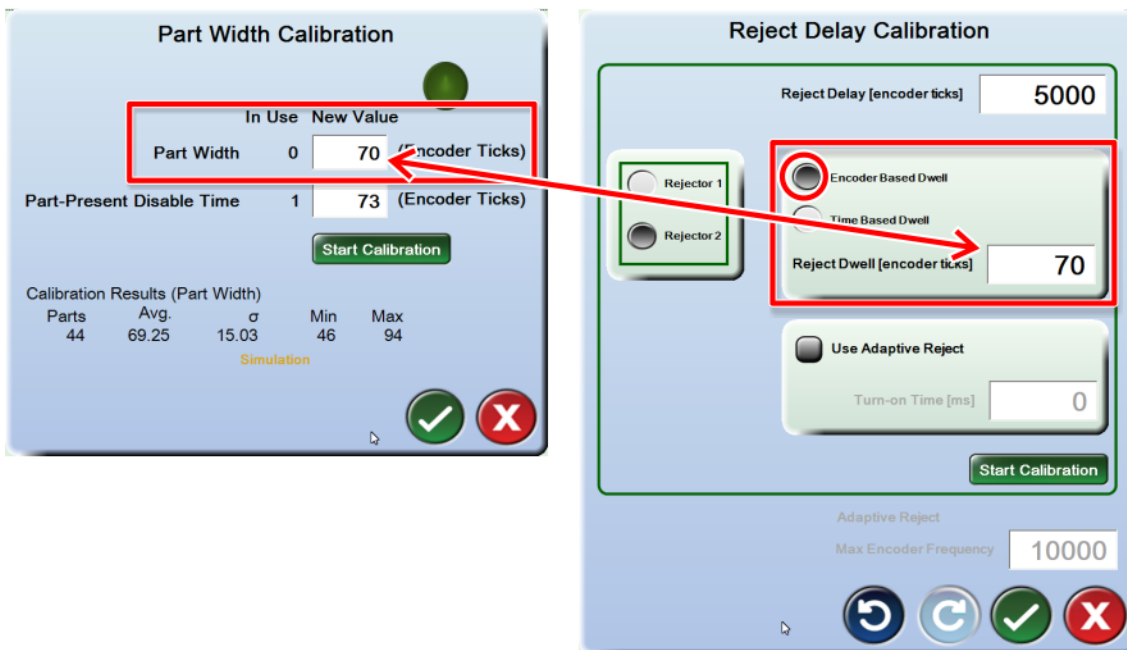 Part Width Calibration
In Use New Value
Part Width 0 70 (Encoder Ticks)
Part-Present Disable Time 1 73 (Encoder Ticks)
Start Calibration
Calibration Results (Part Width)
Parts Avg. σ Min Max
44 69.25 15.03 46 94
Simulation
Reject Delay Calibration
Reject Delay [encoder ticks] 5000
Rejector 1
Rejector 2
Encoder Based Dwell
Time Based Dwell
Reject Dwell [encoder ticks] 70
Use Adaptive Reject
Turn-on Time [ms] 0
Start Calibration
Adaptive Reject
Max Encoder Frequency 10000